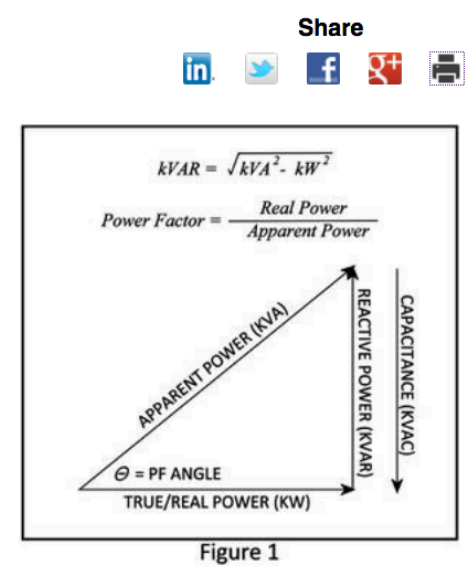 Share
in.
f
g+
kVAR = √kVA² - kW²
Power Factor = Real Power
Apparent Power
APPARENT POWER (KVA)
REACTIVE POWER (KVAR)
CAPACITANCE (KVAC)
Θ = PF ANGLE
TRUE/REAL POWER (KW)
Figure 1